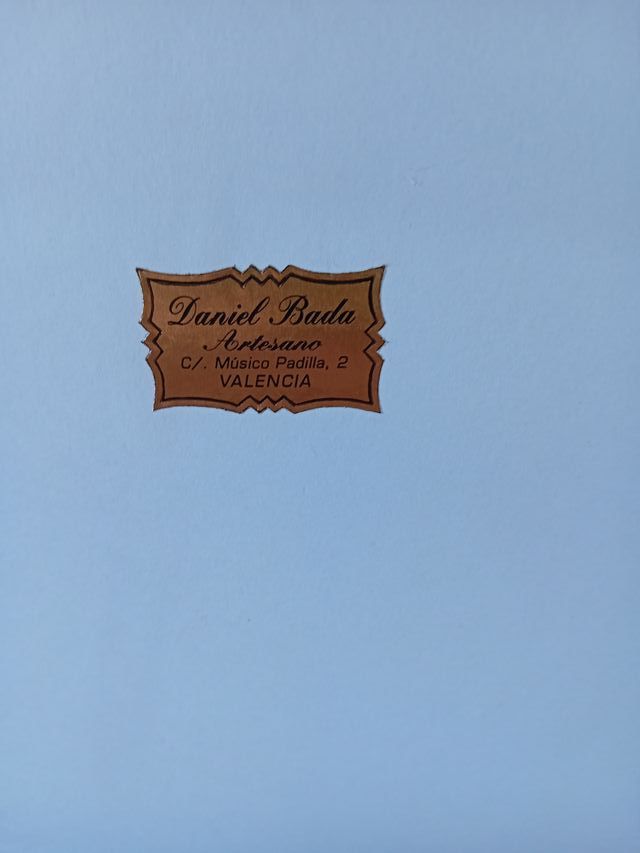 Daniel Bada
Artesano
C/. Músico Padilla, 2
VALENCIA